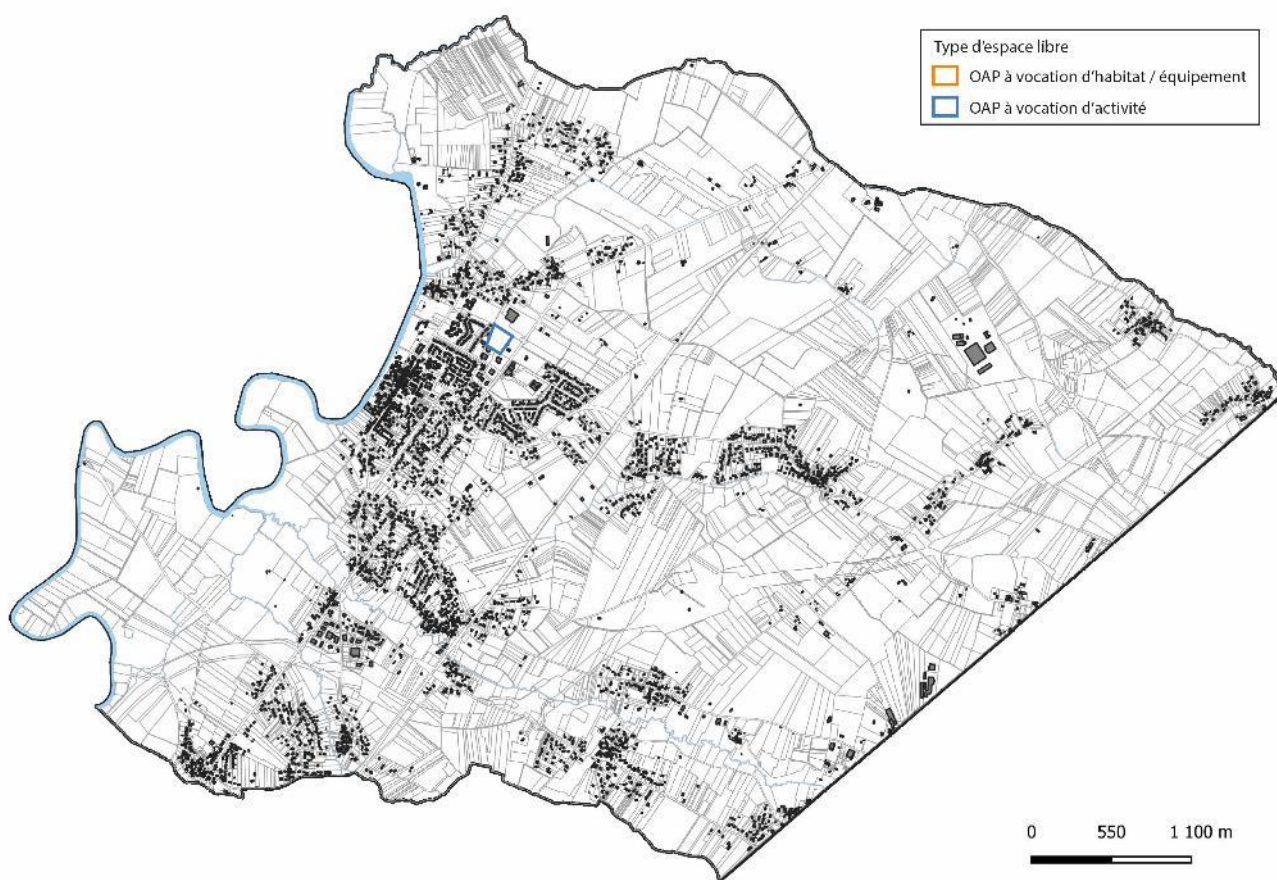 Type d'espace libre
OAP à vocation d'habitat / équipement
OAP à vocation d'activité
0 550 1 100 m